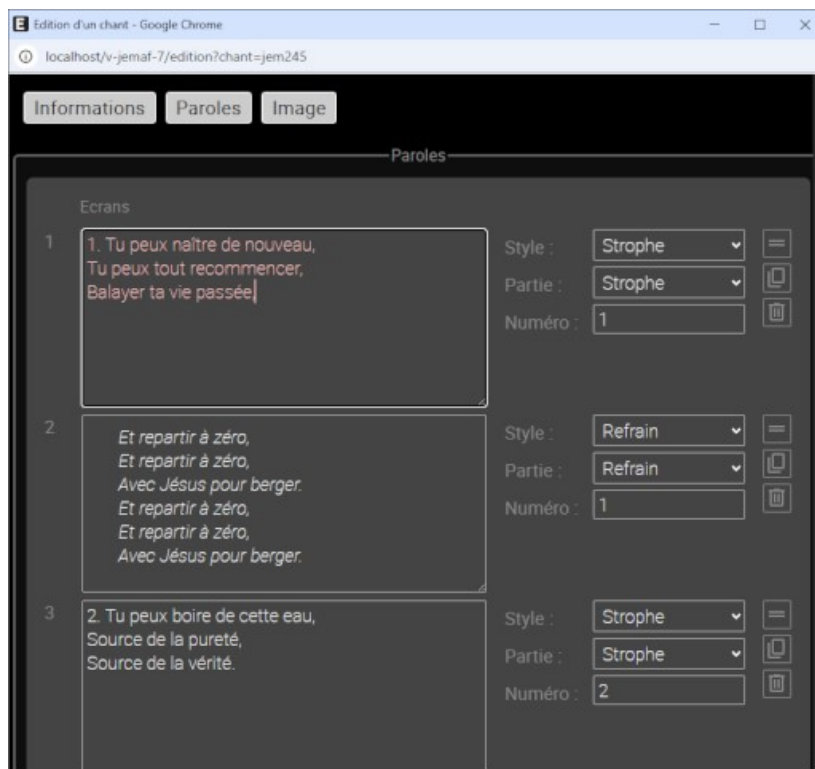 Edition d'un chant - Google Chrome
localhost/v-jemaf-7/edition?chant=jem245
Informations Paroles Image
Paroles
Ecrans
1
1. Tu peux naître de nouveau,
Tu peux tout recommencer,
Balayer ta vie passée,
Style : Strophe
Partie : Strophe
Numéro : 1
2
Et repartir à zéro,
Et repartir à zéro,
Avec Jésus pour berger.
Et repartir à zéro,
Et repartir à zéro,
Avec Jésus pour berger.
Style : Refrain
Partie : Refrain
Numéro : 1
3
2. Tu peux boire de cette eau,
Source de la pureté,
Source de la vérité.
Style : Strophe
Partie : Strophe
Numéro : 2